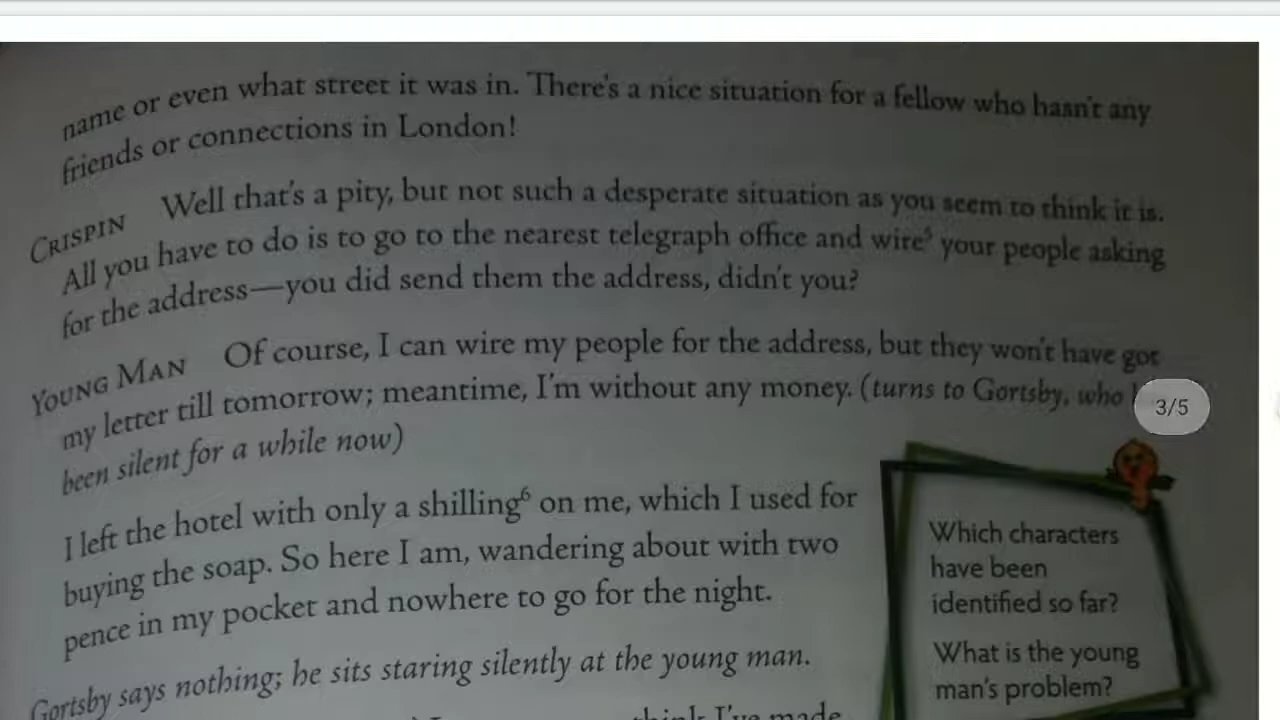 name or even what street it was in. There's a nice situation for a fellow who hasn't any
friends or connections in London!
CRISPIN Well that's a pity, but not such a desperate situation as you seem to think it is.
All you have to do is to go to the nearest telegraph office and wire⁵ your people asking
for the address—you did send them the address, didn't you?
YOUNG MAN Of course, I can wire my people for the address, but they won't have got
my letter till tomorrow; meantime, I'm without any money. (turns to Gortsby, who
3/5
been silent for a while now)
I left the hotel with only a shilling⁶ on me, which I used for
buying the soap. So here I am, wandering about with two
pence in my pocket and nowhere to go for the night.
Gortsby says nothing; he sits staring silently at the young man.
think I've made
Which characters
have been
identified so far?
What is the young
man's problem?